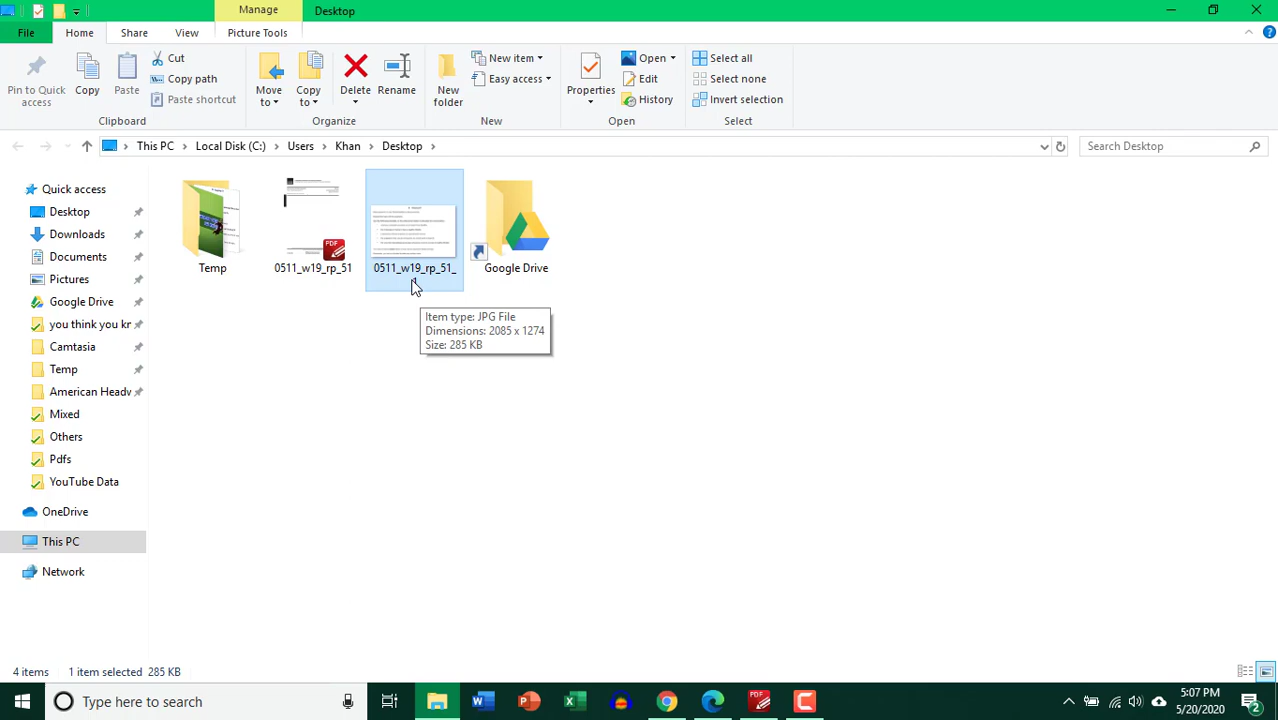 Manage
Desktop
File
Home
Share
View
Picture Tools
Pin to Quick access
Copy
Paste
Cut
Copy path
Paste shortcut
Clipboard
Move to
Copy to
Delete
Rename
Organize
New folder
New item
Easy access
New
Properties
Open
Edit
History
Open
Select all
Select none
Invert selection
Select
This PC
Local Disk (C:)
Users
Khan
Desktop
Search Desktop
Quick access
Desktop
Downloads
Documents
Pictures
Google Drive
you think you kn
Camtasia
Temp
American Headv
Mixed
Others
Pdfs
YouTube Data
OneDrive
This PC
Network
Temp
PDF
0511_w19_rp_51
0511_w19_rp_51_
Google Drive
Item type: JPG File
Dimensions: 2085 x 1274
Size: 285 KB
4 items
1 item selected 285 KB
Type here to search
PDF
5:07 PM
5/20/2020
2